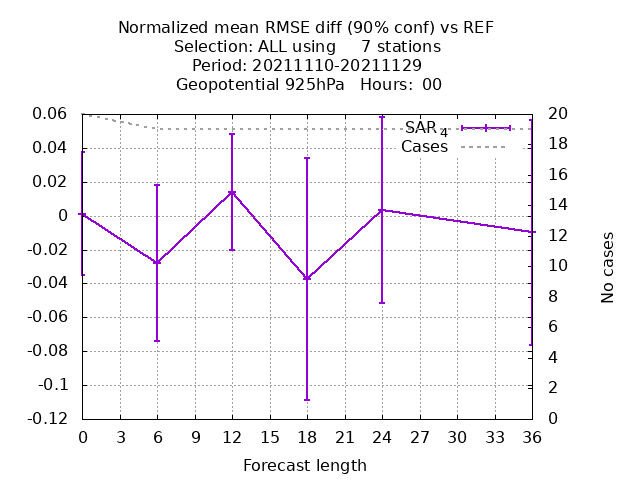 Normalized mean RMSE diff (90% conf) vs REF
Selection: ALL using 7 stations
Period: 20211110-20211129
Geopotential 925hPa Hours: 00
0.06
0.04
0.02
0
-0.02
-0.04
-0.06
-0.08
-0.1
-0.12
SAR 4
Cases
20
18
16
14
12
10
8
6
4
2
0
No cases
0 3 6 9 12 15 18 21 24 27 30 33 36
Forecast length